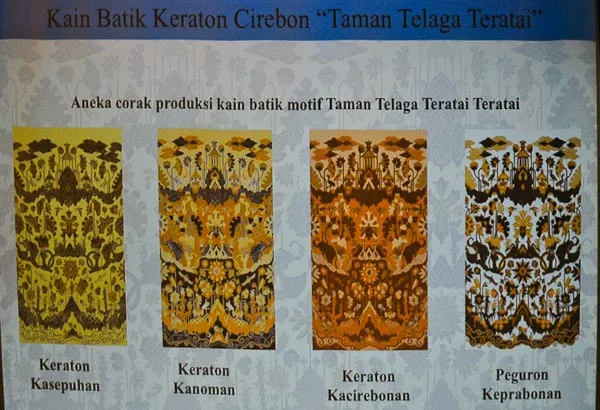 Kain Batik Keraton Cirebon “Taman Telaga Teratai”
Aneka corak produksi kain batik motif Taman Telaga Teratai Teratai
Keraton
Kasepuhan
Keraton
Kanoman
Keraton
Kacirebonan
Peguron
Keprabonan